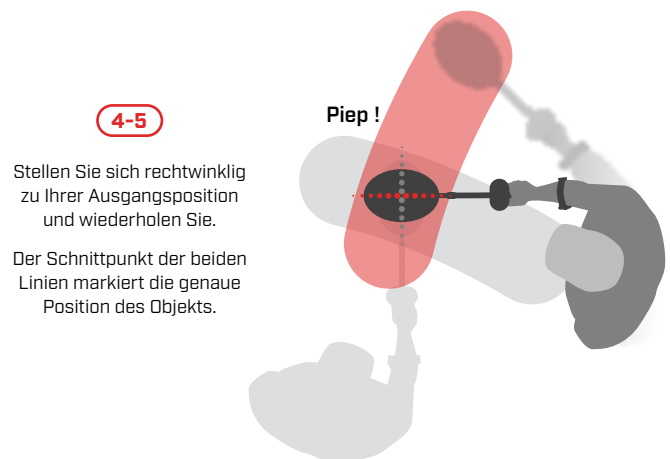 4-5
Piep !
Stellen Sie sich rechtwinklig
zu Ihrer Ausgangsposition
und wiederholen Sie.
Der Schnittpunkt der beiden
Linien markiert die genaue
Position des Objekts.